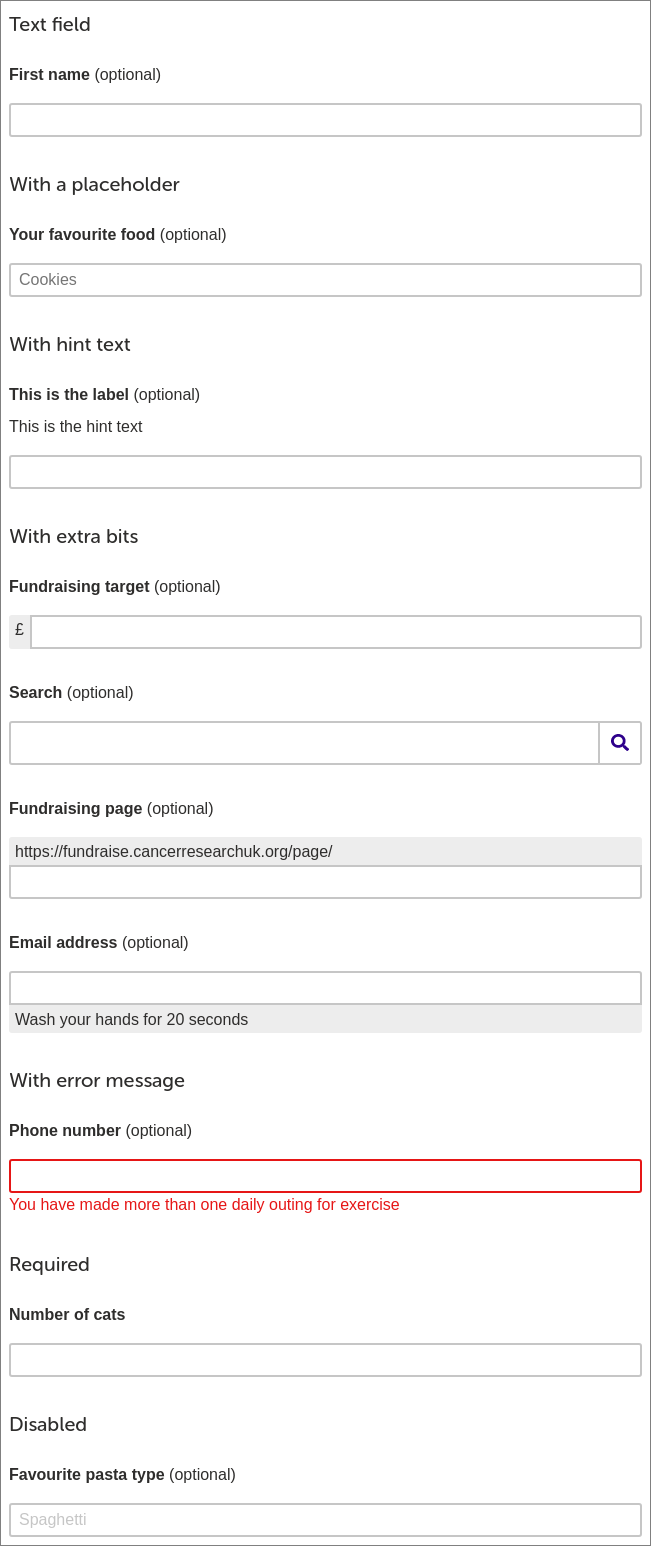 Text field
First name (optional)
With a placeholder
Your favourite food (optional)
Cookies
With hint text
This is the label (optional)
This is the hint text
With extra bits
Fundraising target (optional)
£
Search (optional)
Fundraising page (optional)
https://fundraise.cancerresearchuk.org/page/
Email address (optional)
Wash your hands for 20 seconds
With error message
Phone number (optional)
You have made more than one daily outing for exercise
Required
Number of cats
Disabled
Favourite pasta type (optional)
Spaghetti